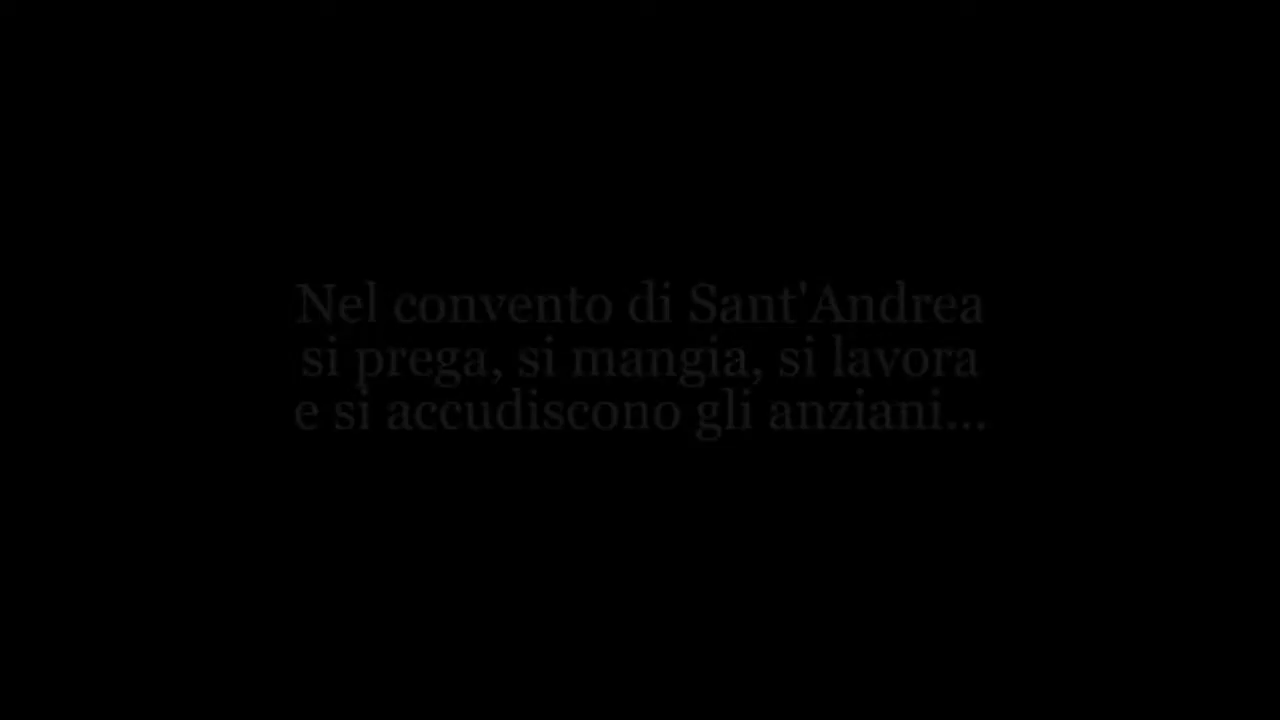 Nel convento di Sant'Andrea
si prega, si mangia, si lavora
e si accudiscono gli anziani...